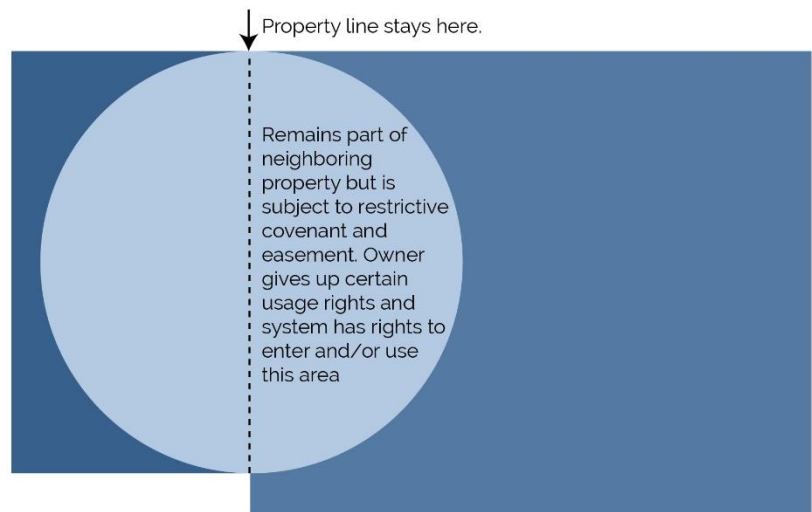 Property line stays here.
Remains part of
neighboring
property but is
subject to restrictive
covenant and
easement. Owner
gives up certain
usage rights and
system has rights to
enter and/or use
this area